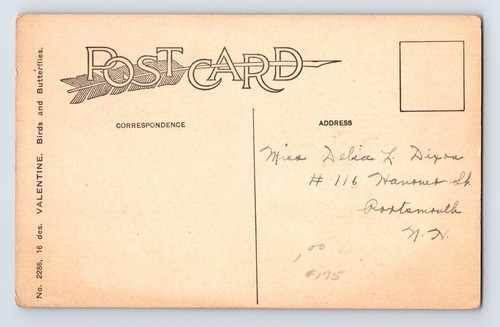 No. 2286, 16 des. VALENTINE. Birds and Butterflies.
POST CARD
CORRESPONDENCE
ADDRESS
Miss Delia L. Dixon
# 116 Hanover St.
Portsmouth
N. H.
1.00
#175